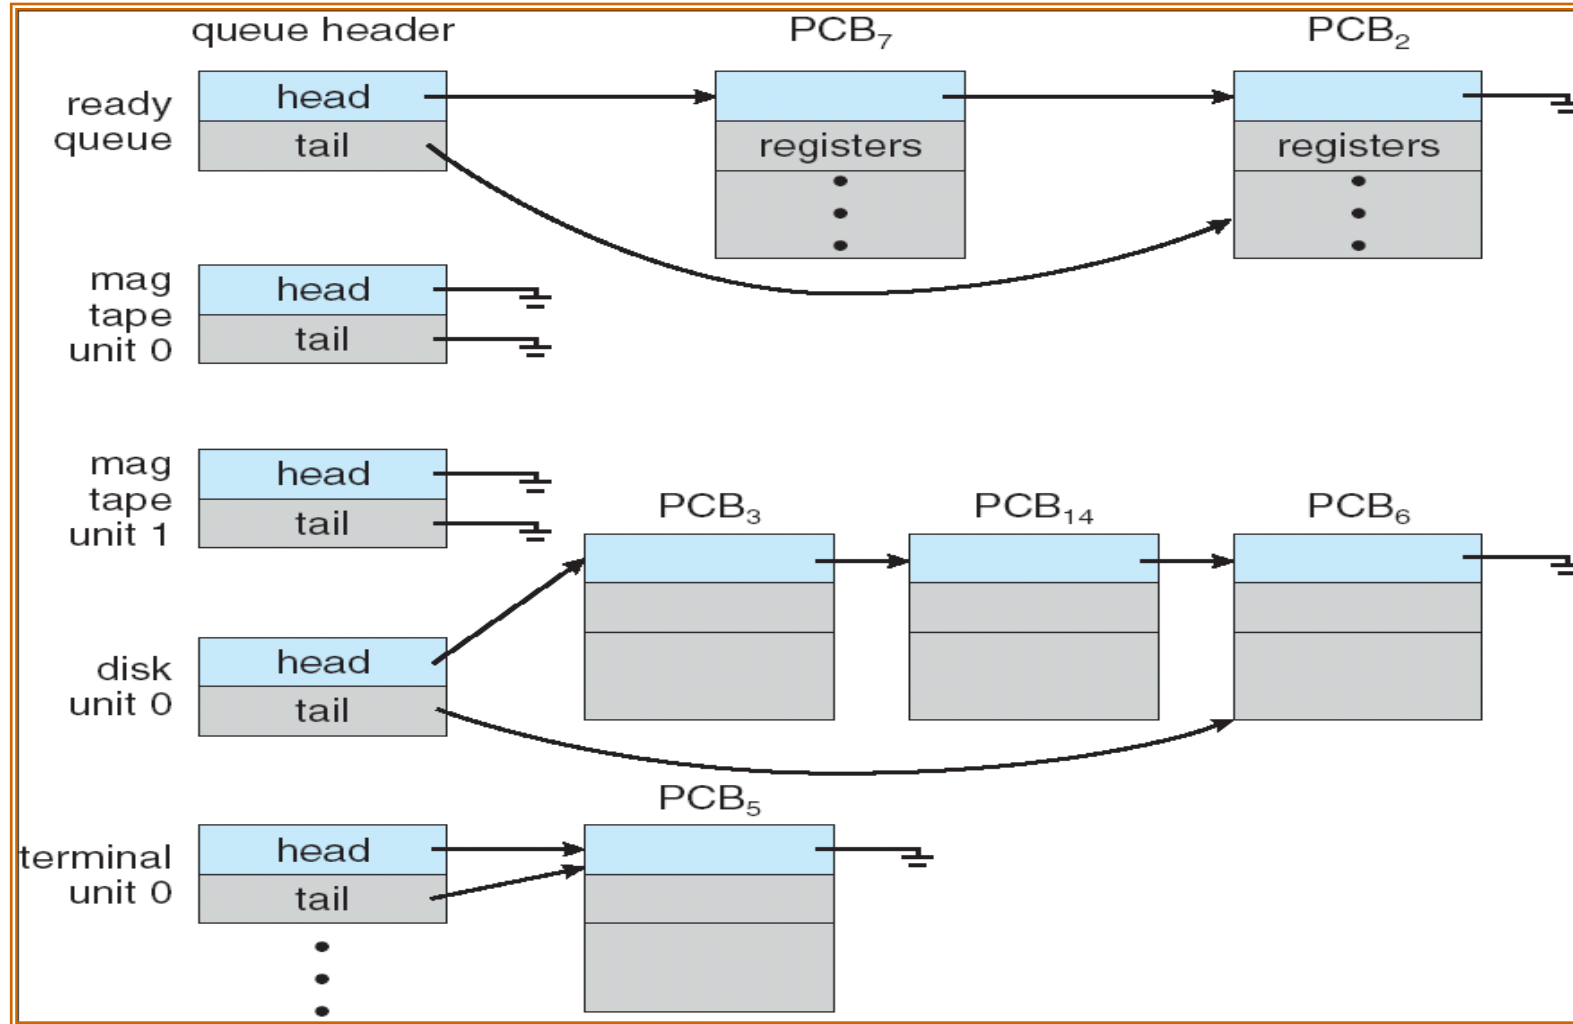 queue header
PCB7
PCB2
ready
queue
head
tail
registers
registers
mag
tape
unit 0
head
tail
mag
tape
unit 1
head
tail
PCB3
PCB14
PCB6
disk
unit 0
head
tail
PCB5
terminal
unit 0
head
tail